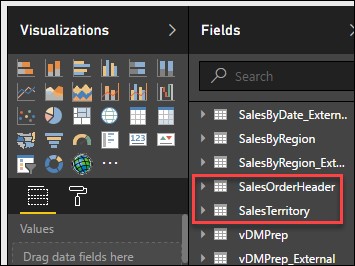 Visualizations
Values
Drag data fields here
Fields
Search
SalesByDate_Extern...
SalesByRegion
SalesByRegion_Ext...
SalesOrderHeader
SalesTerritory
vDMPrep
vDMPrep_External